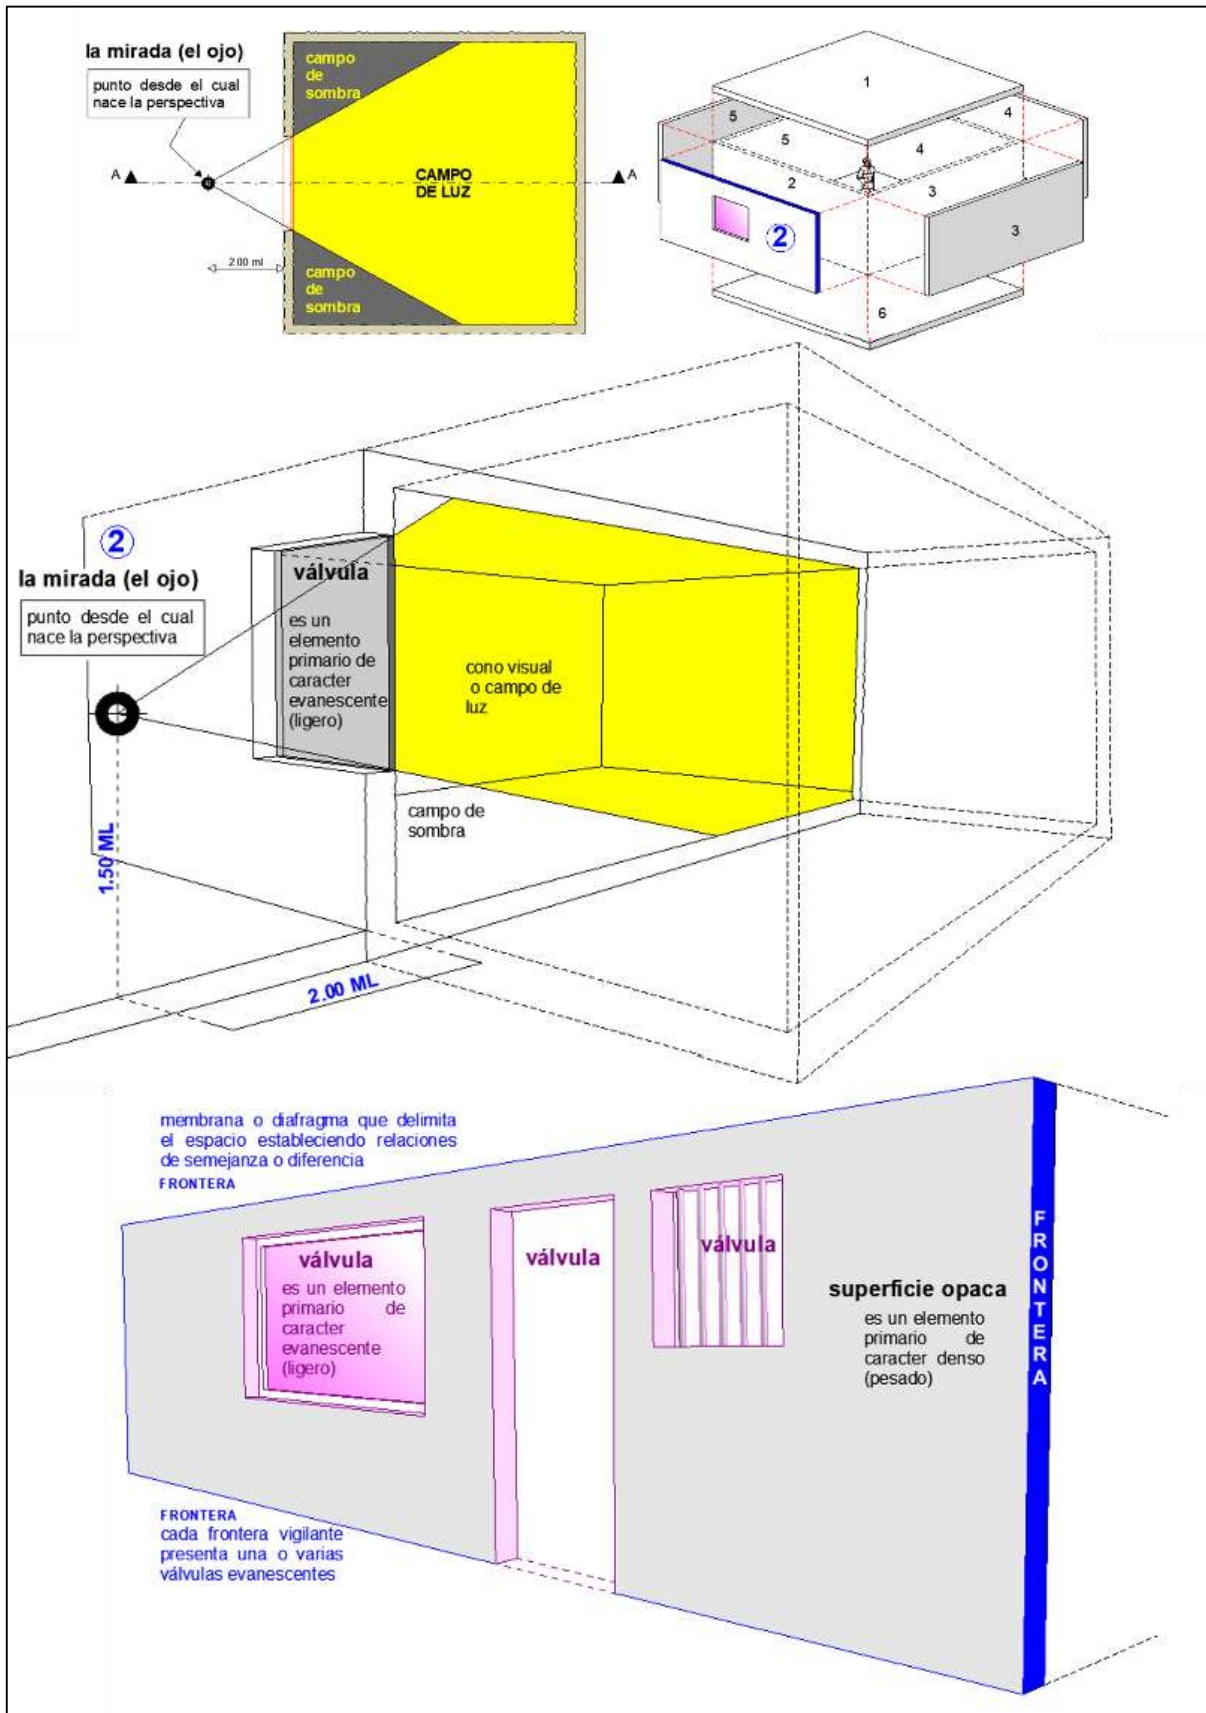 la mirada (el ojo)
punto desde el cual
nace la perspectiva
campo
de
sombra
A
CAMPO
DE LUZ
A
2.00 ml
campo
de
sombra
1
5
4
5
4
2
3
2
3
6
2
la mirada (el ojo)
punto desde el cual
nace la perspectiva
válvula
es un
elemento
primario de
caracter
evanescente
(ligero)
cono visual
o campo de
luz
campo de
sombra
1.50 ML
2.00 ML
membrana o diafragma que delimita
el espacio estableciendo relaciones
de semejanza o diferencia
FRONTERA
válvula
es un elemento
primario de
caracter
evanescente
(ligero)
válvula
válvula
superficie opaca
es un elemento
primario de
caracter denso
(pesado)
FRONTERA
FRONTERA
cada frontera vigilante
presenta una o varias
válvulas evanescentes